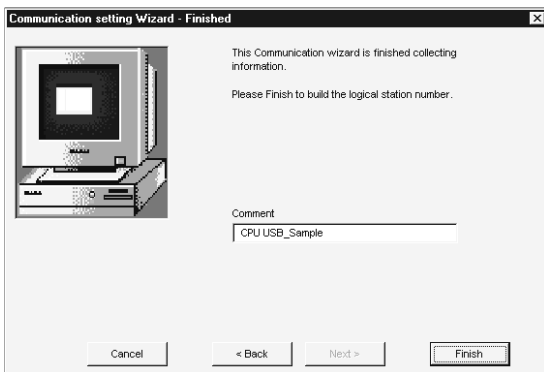 Communication setting Wizard - Finished
This Communication wizard is finished collecting
information.
Please Finish to build the logical station number.
Comment
CPU USB_Sample
Cancel
< Back
Next >
Finish